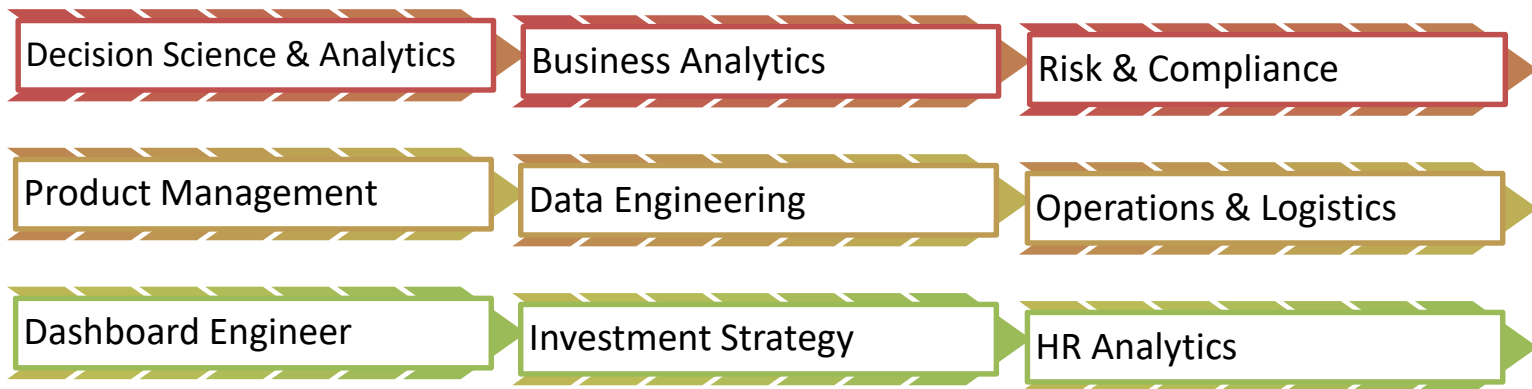 Decision Science & Analytics
Business Analytics
Risk & Compliance
Product Management
Data Engineering
Operations & Logistics
Dashboard Engineer
Investment Strategy
HR Analytics